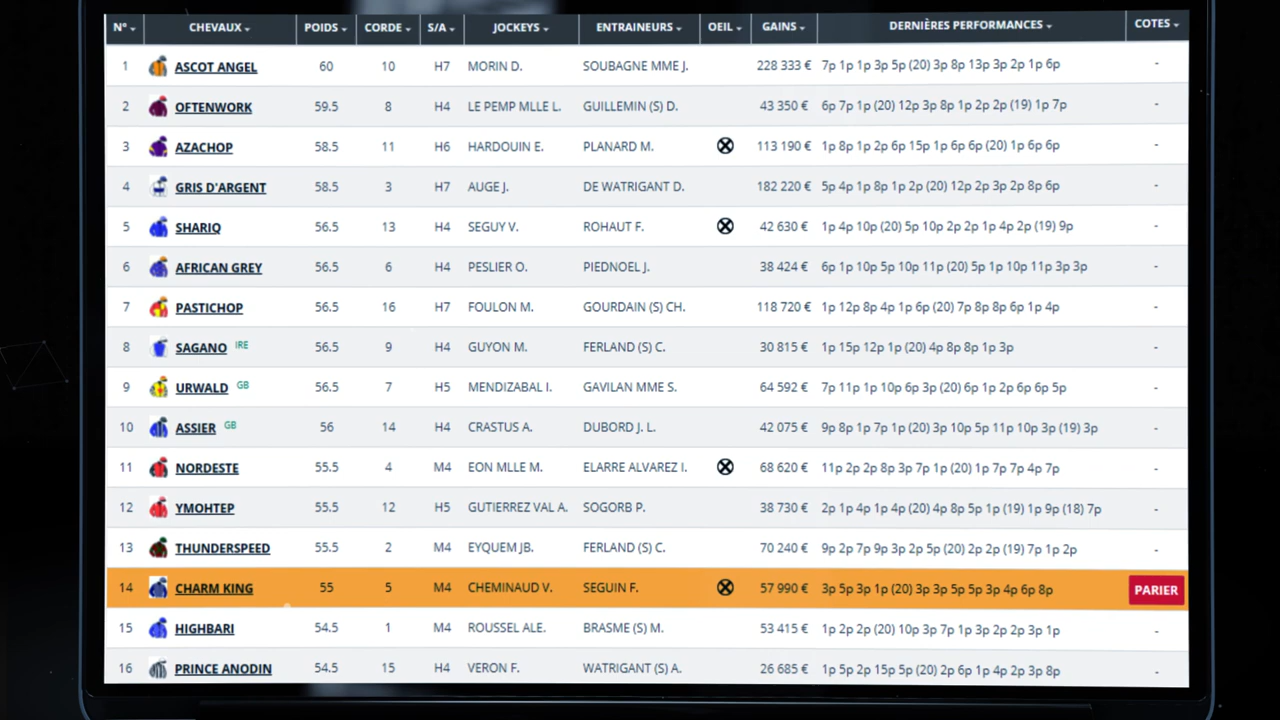 N° CHEVAUX POIDS CORDE S/A JOCKEYS ENTRAINEURS OEIL GAINS DERNIÈRES PERFORMANCES COTES
1 ASCOT ANGEL 60 10 H7 MORIN D. SOUBAGNE MME J. 228 333 € 7p 1p 1p 3p 5p (20) 3p 8p 13p 3p 2p 1p 6p -
2 OFTENWORK 59.5 8 H4 LE PEMP MLLE L. GUILLEMIN (S) D. 43 350 € 6p 7p 1p (20) 12p 3p 8p 1p 2p 2p (19) 1p 7p -
3 AZACHOP 58.5 11 H6 HARDOUIN E. PLANARD M. 113 190 € 1p 8p 1p 2p 6p 15p 1p 6p 6p (20) 1p 6p 6p -
4 GRIS D'ARGENT 58.5 3 H7 AUGE J. DE WATRIGANT D. 182 220 € 5p 4p 1p 8p 1p 2p (20) 12p 2p 3p 2p 8p 6p -
5 SHARIQ 56.5 13 H4 SEGUY V. ROHAUT F. 42 630 € 1p 4p 10p (20) 5p 10p 2p 2p 1p 4p 2p (19) 9p -
6 AFRICAN GREY 56.5 6 H4 PESLIER O. PIEDNOEL J. 38 424 € 6p 1p 10p 5p 10p 11p (20) 5p 1p 10p 11p 3p 3p -
7 PASTICHOP 56.5 16 H7 FOULON M. GOURDAIN (S) CH. 118 720 € 1p 12p 8p 4p 1p 6p (20) 7p 8p 8p 6p 1p 4p -
8 SAGANO IRE 56.5 9 H4 GUYON M. FERLAND (S) C. 30 815 € 1p 15p 12p 1p (20) 4p 8p 8p 1p 3p -
9 URWALD GB 56.5 7 H5 MENDIZABAL I. GAVILAN MME S. 64 592 € 7p 11p 1p 10p 6p 3p (20) 6p 1p 2p 6p 6p 5p -
10 ASSIER GB 56 14 H4 CRASTUS A. DUBORD J. L. 42 075 € 9p 8p 1p 7p 1p (20) 3p 10p 5p 11p 10p 3p (19) 3p -
11 NORDESTE 55.5 4 M4 EON MLLE M. ELARRE ALVAREZ I. 68 620 € 11p 2p 2p 8p 3p 7p 1p (20) 1p 7p 7p 4p 7p -
12 YMOHTEP 55.5 12 H5 GUTIERREZ VAL A. SOGORB P. 38 730 € 2p 1p 4p 1p 4p (20) 4p 8p 5p 1p (19) 1p 9p (18) 7p -
13 THUNDERSPEED 55.5 2 M4 EYQUEM JB. FERLAND (S) C. 70 240 € 9p 2p 7p 9p 3p 2p 5p (20) 2p 2p (19) 7p 1p 2p -
14 CHARM KING 55 5 M4 CHEMINAUD V. SEGUIN F. 57 990 € 3p 5p 3p 1p (20) 3p 3p 5p 5p 3p 4p 6p 8p PARIER
15 HIGHBARI 54.5 1 M4 ROUSSEL ALE. BRASME (S) M. 53 415 € 1p 2p 2p (20) 10p 3p 7p 1p 3p 2p 2p 3p 1p -
16 PRINCE ANODIN 54.5 15 H4 VERON F. WATRIGANT (S) A. 26 685 € 1p 5p 2p 15p 5p (20) 2p 6p 1p 4p 2p 3p 8p -